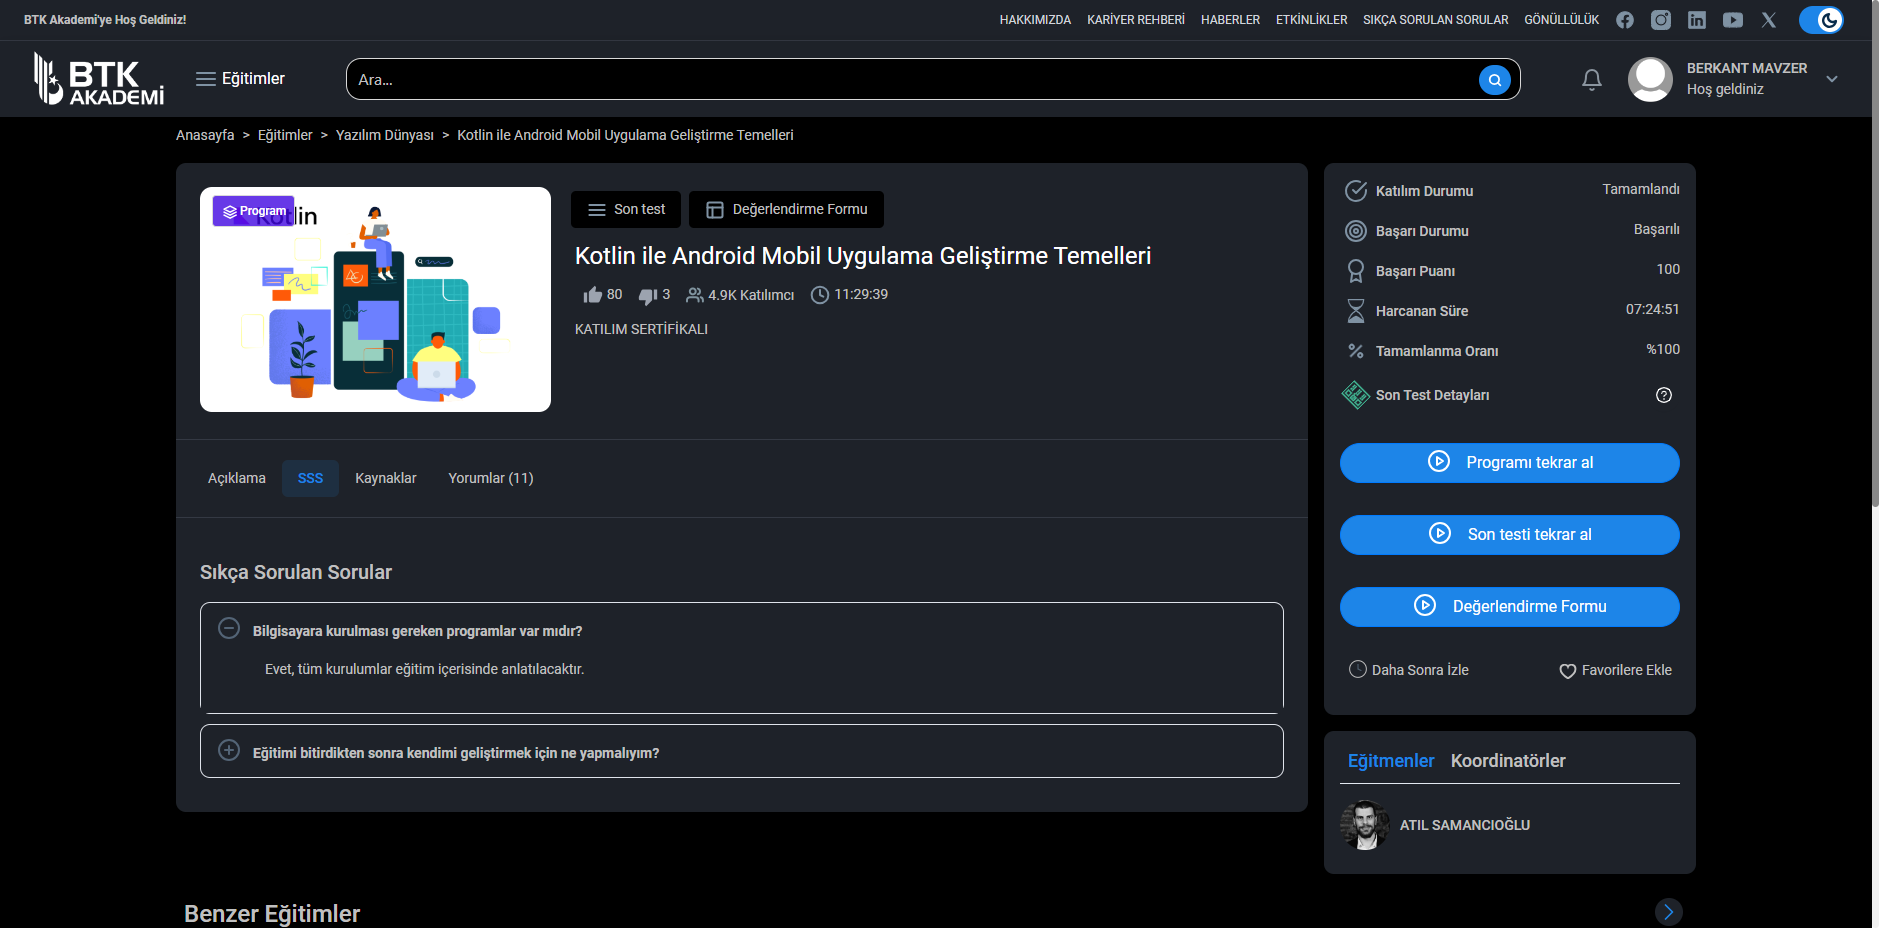 BTK Akademi'ye Hoş Geldiniz!
HAKKIMIZDA KARİYER REHBERİ HABERLER ETKİNLİKLER SIKÇA SORULAN SORULAR GÖNÜLLÜLÜK
BTK AKADEMİ
Eğitimler
Ara...
BERKANT MAVZER
Hoş geldiniz
Anasayfa > Eğitimler > Yazılım Dünyası > Kotlin ile Android Mobil Uygulama Geliştirme Temelleri
Program
Kotlin
Son test
Değerlendirme Formu
Kotlin ile Android Mobil Uygulama Geliştirme Temelleri
80 3 4.9K Katılımcı 11:29:39
KATILIM SERTİFİKALI
Açıklama SSS Kaynaklar Yorumlar (11)
Sıkça Sorulan Sorular
Bilgisayara kurulması gereken programlar var mıdır?
Evet, tüm kurulumlar eğitim içerisinde anlatılacaktır.
Eğitimi bitirdikten sonra kendimi geliştirmek için ne yapmalıyım?
Katılım Durumu Tamamlandı
Başarı Durumu Başarılı
Başarı Puanı 100
Harcanan Süre 07:24:51
Tamamlanma Oranı %100
Son Test Detayları
Programı tekrar al
Son testi tekrar al
Değerlendirme Formu
Daha Sonra İzle Favorilere Ekle
Eğitmenler Koordinatörler
ATIL SAMANCIOĞLU
Benzer Eğitimler